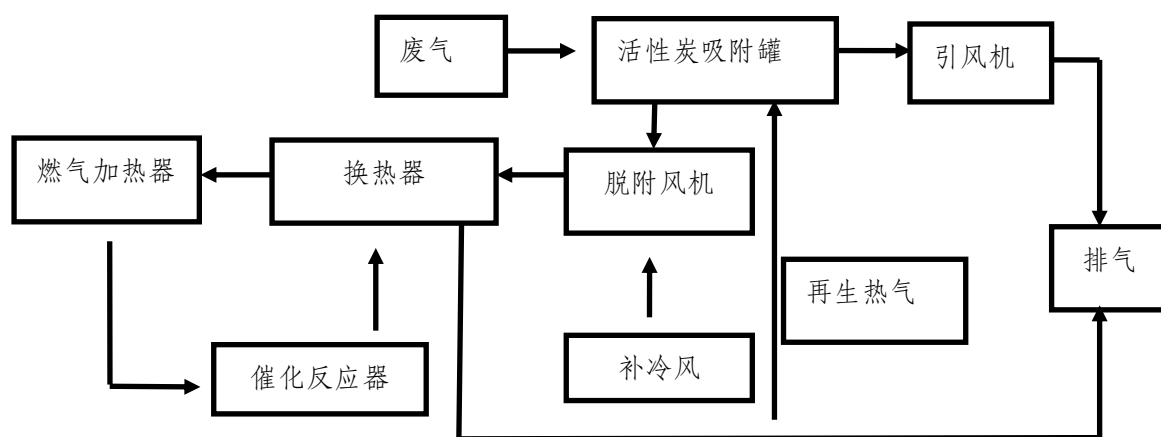 废气
活性炭吸附罐
引风机
燃气加热器
换热器
脱附风机
排气
再生热气
催化反应器
补冷风